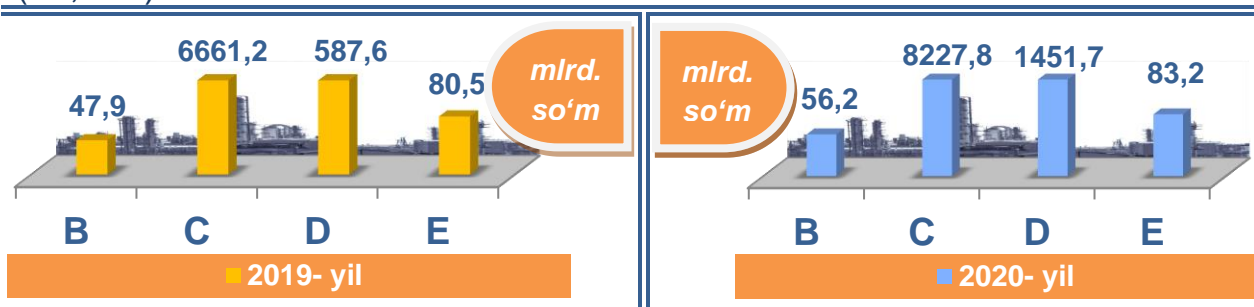 47,9
6661,2
587,6
80,5
mlrd.
so‘m
B C D E
2019- yil
mlrd.
so‘m
56,2
8227,8
1451,7
83,2
B C D E
2020- yil